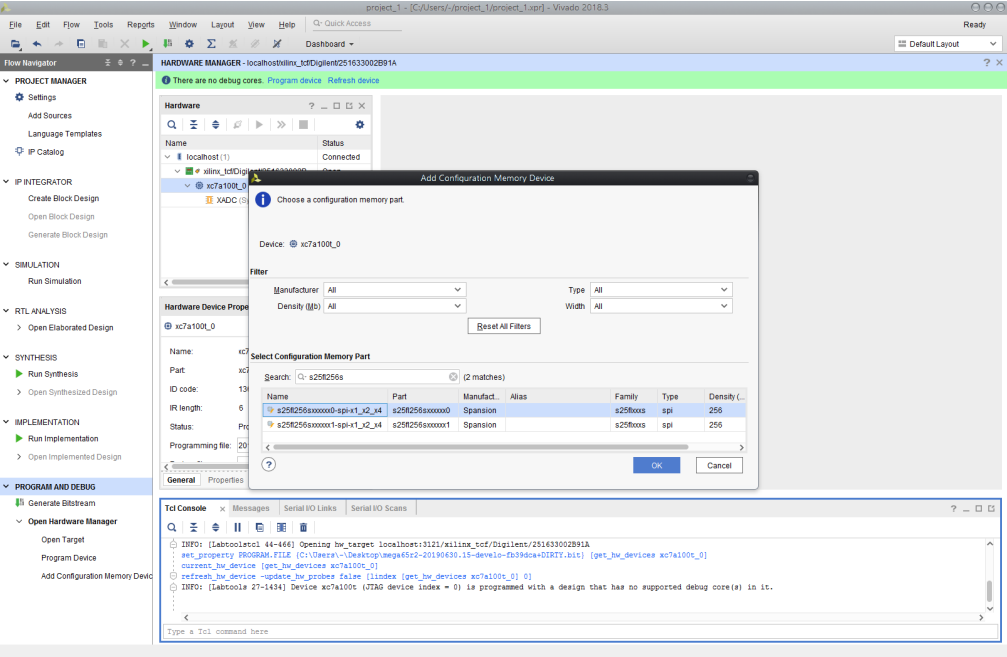 project_1 - [C:/Users/-/project_1/project_1.xpr] - Vivado 2018.3
File Edit Flow Tools Reports Window Layout View Help Quick Access
Ready
Dashboard
Default Layout
Flow Navigator
HARDWARE MANAGER - localhost/xilinx_tcf/Digilent/251633002B91A
There are no debug cores. Program device Refresh device
PROJECT MANAGER
Settings
Add Sources
Language Templates
IP Catalog
IP INTEGRATOR
Create Block Design
Open Block Design
Generate Block Design
SIMULATION
Run Simulation
RTL ANALYSIS
Open Elaborated Design
SYNTHESIS
Run Synthesis
Open Synthesized Design
IMPLEMENTATION
Run Implementation
Open Implemented Design
PROGRAM AND DEBUG
Generate Bitstream
Open Hardware Manager
Open Target
Program Device
Add Configuration Memory Devic
Hardware
Name Status
localhost (1) Connected
xilinx_tcf/Digil
xc7a100t_0
XADC
Hardware Device Prope
xc7a100t_0
Name: xc7
Part: xc7
ID code: 13
IR length: 6
Status: Pro
Programming file: 20
General Properties
Add Configuration Memory Device
Choose a configuration memory part.
Device: xc7a100t_0
Filter
Manufacturer All Type All
Density (Mb) All Width All
Reset All Filters
Select Configuration Memory Part
Search: s25fl256s (2 matches)
Name Part Manufact... Alias Family Type Density (...
s25fl256sxxxxxx0-spi-x1_x2_x4 s25fl256sxxxxxx0 Spansion s25flxxxs spi 256
s25fl256sxxxxxx1-spi-x1_x2_x4 s25fl256sxxxxxx1 Spansion s25flxxxs spi 256
OK Cancel
Tcl Console Messages Serial I/O Links Serial I/O Scans
INFO: [Labtoolstcl 44-466] Opening hw_target localhost:3121/xilinx_tcf/Digilent/251633002B91A
set_property PROGRAM.FILE {C:\Users\-\Desktop\mega65r2-20190630.15-develo-fb39dca+DIRTY.bit} [get_hw_devices xc7a100t_0]
current_hw_device [get_hw_devices xc7a100t_0]
refresh_hw_device -update_hw_probes false [lindex [get_hw_devices xc7a100t_0] 0]
INFO: [Labtools 27-1434] Device xc7a100t (JTAG device index = 0) is programmed with a design that has no supported debug core(s) in it.
Type a Tcl command here